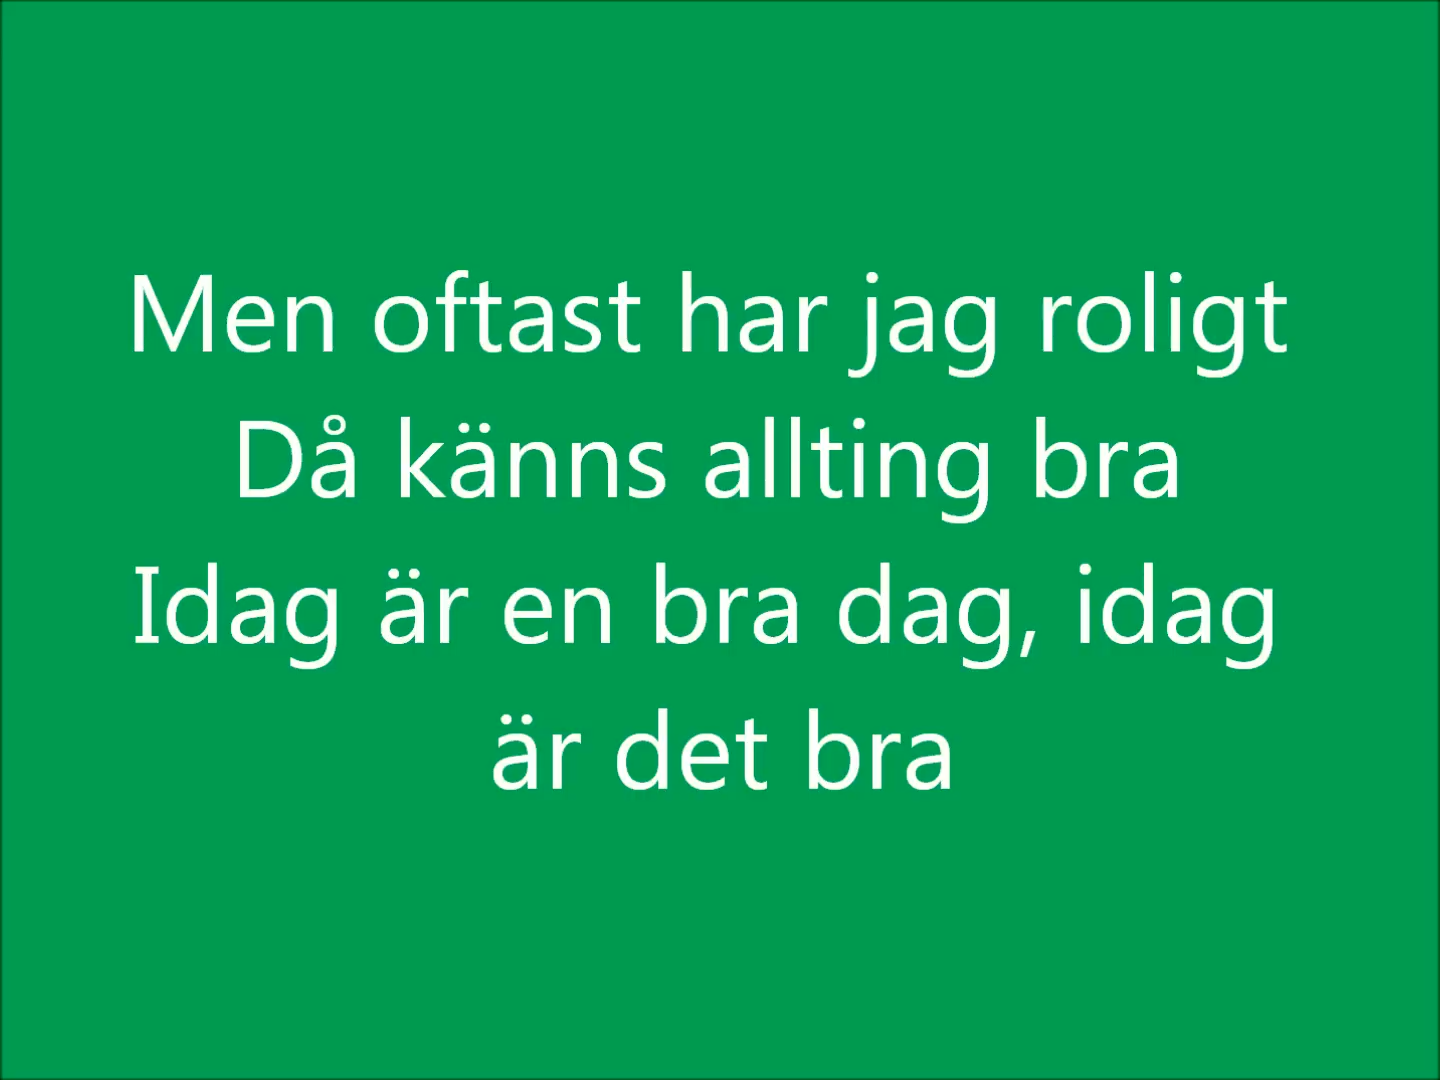 Men oftast har jag roligt
Då känns allting bra
Idag är en bra dag, idag
är det bra